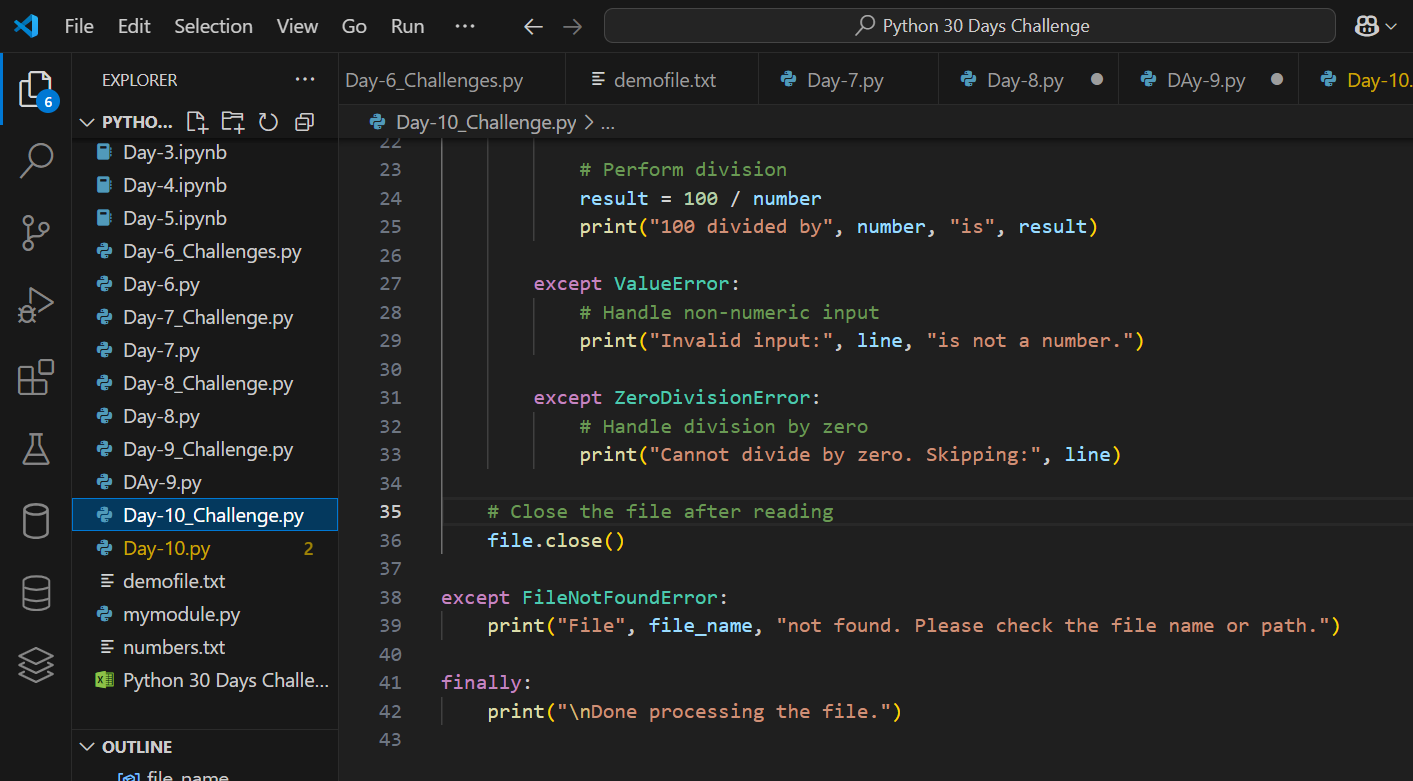 File Edit Selection View Go Run ··· Python 30 Days Challenge
EXPLORER ···
6
PYTHO...
Day-3.ipynb
Day-4.ipynb
Day-5.ipynb
Day-6_Challenges.py
Day-6.py
Day-7_Challenge.py
Day-7.py
Day-8_Challenge.py
Day-8.py
Day-9_Challenge.py
DAy-9.py
Day-10_Challenge.py
Day-10.py 2
demofile.txt
mymodule.py
numbers.txt
Python 30 Days Challe...
OUTLINE
file_name
Day-6_Challenges.py demofile.txt Day-7.py Day-8.py DAy-9.py Day-10.
Day-10_Challenge.py > ...
22
23 # Perform division
24 result = 100 / number
25 print("100 divided by", number, "is", result)
26
27 except ValueError:
28 # Handle non-numeric input
29 print("Invalid input:", line, "is not a number.")
30
31 except ZeroDivisionError:
32 # Handle division by zero
33 print("Cannot divide by zero. Skipping:", line)
34
35 # Close the file after reading
36 file.close()
37
38 except FileNotFoundError:
39 print("File", file_name, "not found. Please check the file name or path.")
40
41 finally:
42 print("\nDone processing the file.")
43